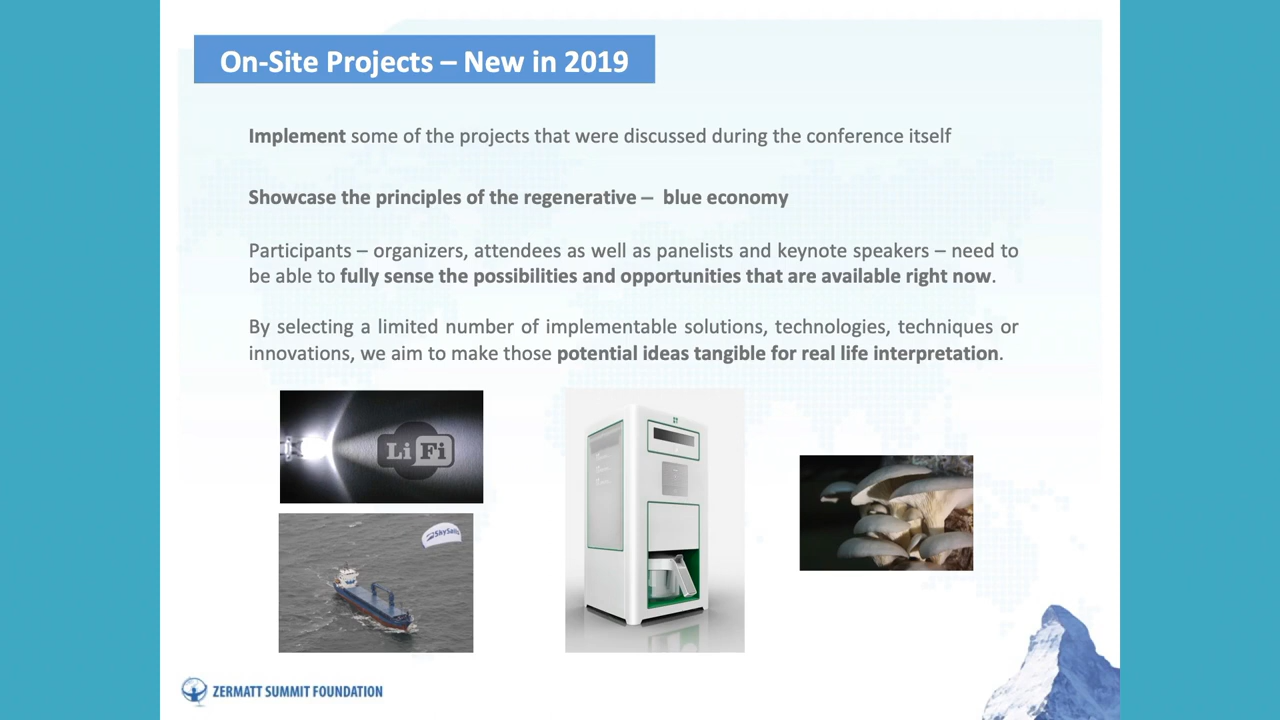 On-Site Projects – New in 2019
Implement some of the projects that were discussed during the conference itself
Showcase the principles of the regenerative – blue economy
Participants – organizers, attendees as well as panelists and keynote speakers – need to
be able to fully sense the possibilities and opportunities that are available right now.
By selecting a limited number of implementable solutions, technologies, techniques or
innovations, we aim to make those potential ideas tangible for real life interpretation.
Li Fi
SkySails
ZERMATT SUMMIT FOUNDATION